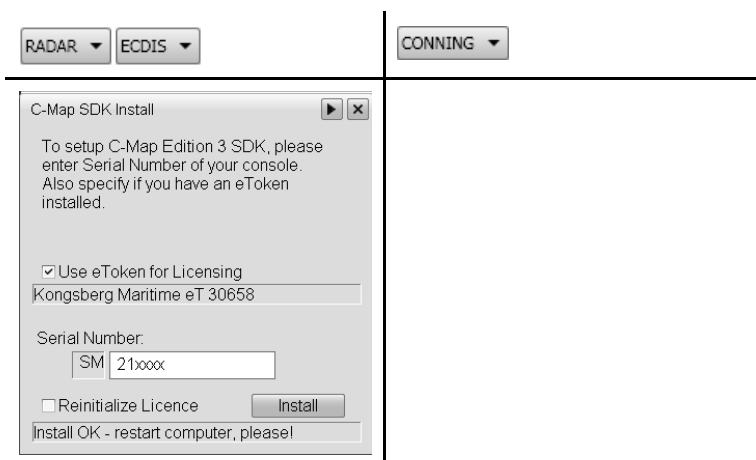 RADAR ECDIS CONNING
C-Map SDK Install
To setup C-Map Edition 3 SDK, please
enter Serial Number of your console.
Also specify if you have an eToken
installed.
Use eToken for Licensing
Kongsberg Maritime eT 30658
Serial Number:
SM 21xxxx
Reinitialize Licence Install
Install OK - restart computer, please!